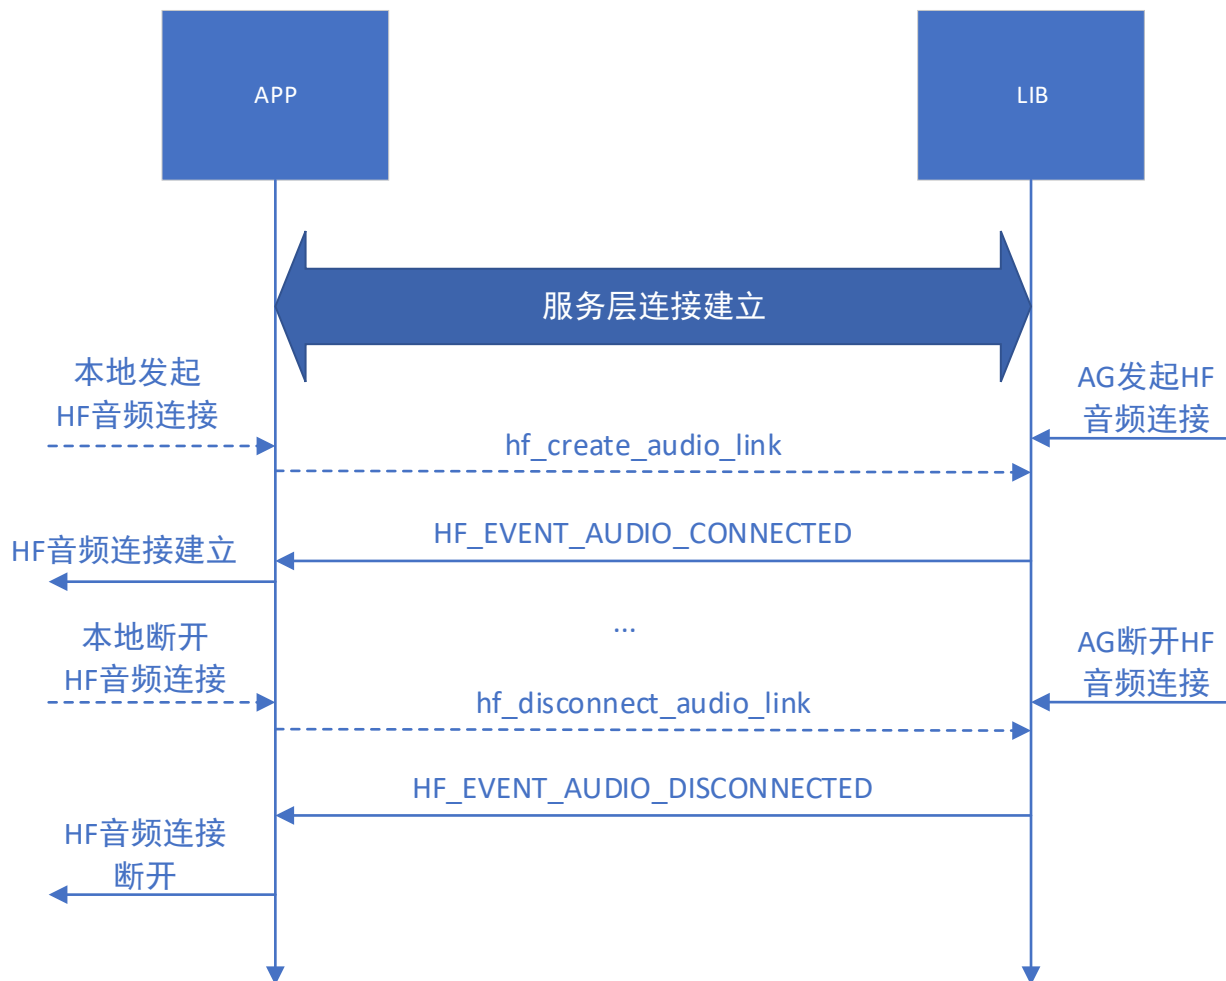 APP
LIB
服务层连接建立
本地发起
HF音频连接
AG发起HF
音频连接
hf_create_audio_link
HF_EVENT_AUDIO_CONNECTED
HF音频连接建立
...
本地断开
HF音频连接
AG断开HF
音频连接
hf_disconnect_audio_link
HF_EVENT_AUDIO_DISCONNECTED
HF音频连接
断开